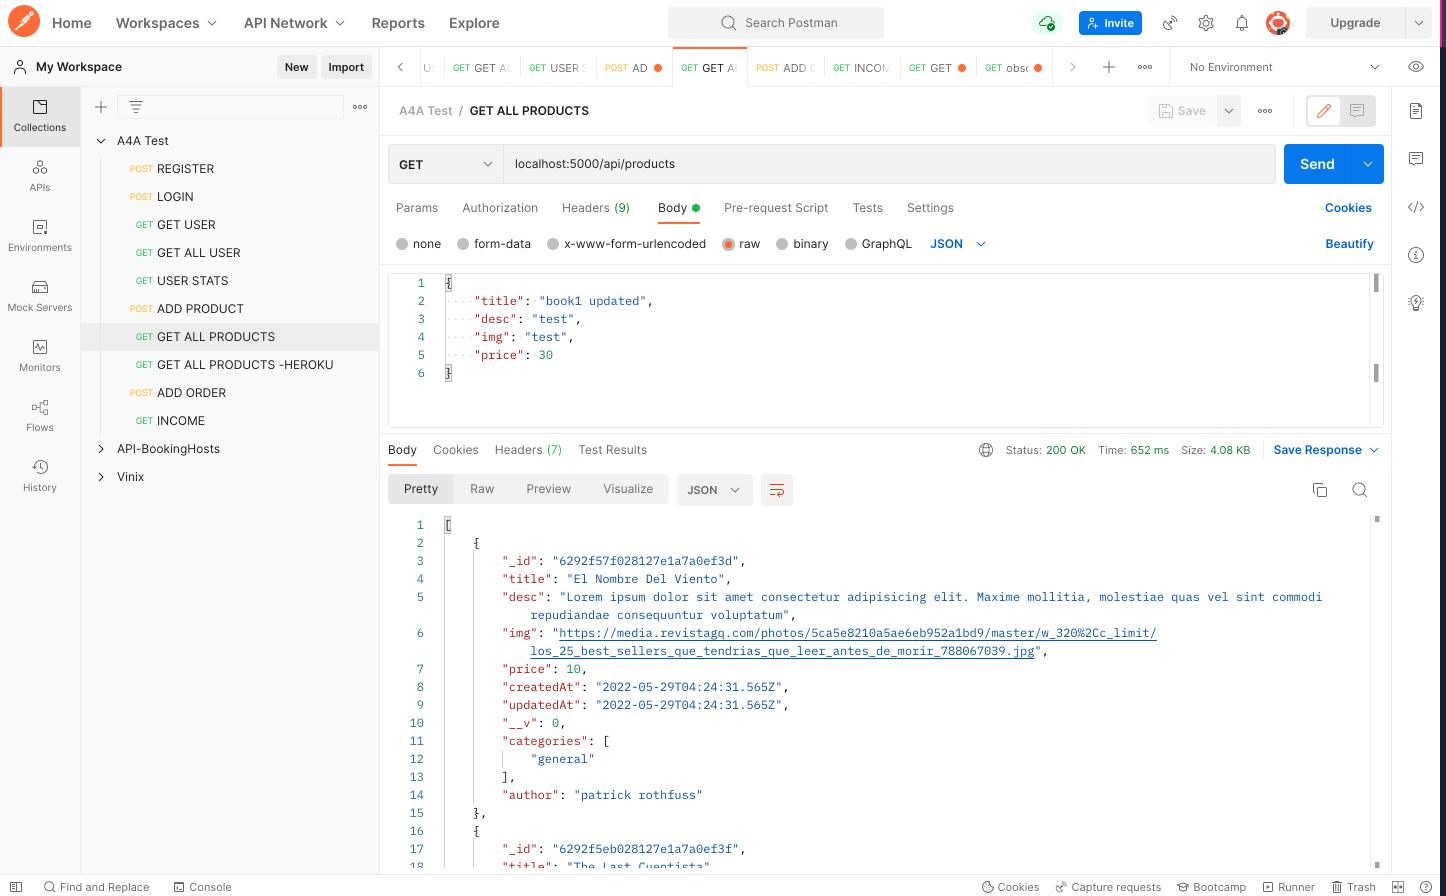 Home Workspaces API Network Reports Explore Search Postman Invite Upgrade
My Workspace New Import
GET GET AL GET USER S POST AD GET GET AL POST ADD GET INCOM GET GET GET obsc No Environment
Collections
APIs
Environments
Mock Servers
Monitors
Flows
History
A4A Test
POST REGISTER
POST LOGIN
GET GET USER
GET GET ALL USER
GET USER STATS
POST ADD PRODUCT
GET GET ALL PRODUCTS
GET GET ALL PRODUCTS -HEROKU
POST ADD ORDER
GET INCOME
API-BookingHosts
Vinix
A4A Test / GET ALL PRODUCTS Save
GET localhost:5000/api/products Send
Params Authorization Headers (9) Body Pre-request Script Tests Settings Cookies
none form-data x-www-form-urlencoded raw binary GraphQL JSON Beautify
1 {
2 "title": "book1 updated",
3 "desc": "test",
4 "img": "test",
5 "price": 30
6 }
Body Cookies Headers (7) Test Results Status: 200 OK Time: 652 ms Size: 4.08 KB Save Response
Pretty Raw Preview Visualize JSON
1 [
2 {
3 "_id": "6292f57f028127e1a7a0ef3d",
4 "title": "El Nombre Del Viento",
5 "desc": "Lorem ipsum dolor sit amet consectetur adipisicing elit. Maxime mollitia, molestiae quas vel sint commodi
repudiandae consequuntur voluptatum",
6 "img": "https://media.revistagq.com/photos/5ca5e8210a5ae6eb952a1bd9/master/w_320%2Cc_limit/
los_25_best_sellers_que_tendrias_que_leer_antes_de_morir_788067039.jpg",
7 "price": 10,
8 "createdAt": "2022-05-29T04:24:31.565Z",
9 "updatedAt": "2022-05-29T04:24:31.565Z",
10 "__v": 0,
11 "categories": [
12 "general"
13 ],
14 "author": "patrick rothfuss"
15 },
16 {
17 "_id": "6292f5eb028127e1a7a0ef3f",
18 "title": "The Last Cuentista"
Find and Replace Console Cookies Capture requests Bootcamp Runner Trash